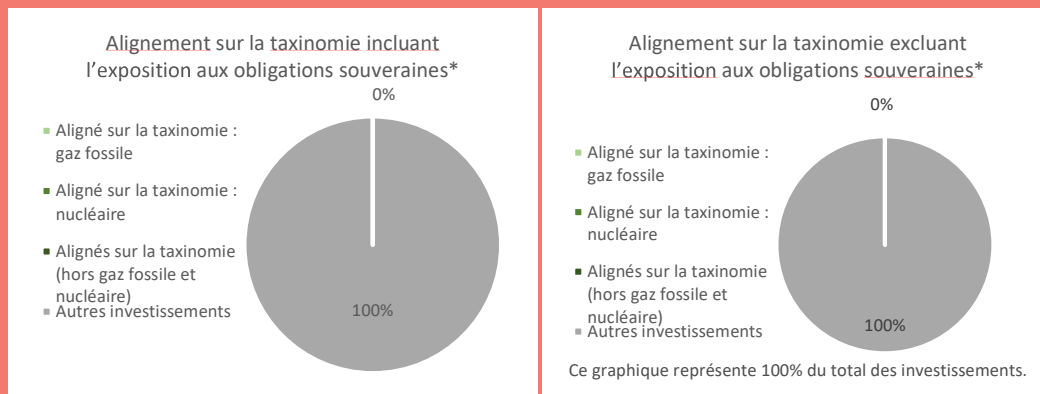 Alignement sur la taxinomie incluant
l'exposition aux obligations souveraines*
0%
Aligné sur la taxinomie :
gaz fossile
Aligné sur la taxinomie :
nucléaire
Alignés sur la taxinomie
(hors gaz fossile et
nucléaire)
Autres investissements
100%
Alignement sur la taxinomie excluant
l'exposition aux obligations souveraines*
0%
Aligné sur la taxinomie :
gaz fossile
Aligné sur la taxinomie :
nucléaire
Alignés sur la taxinomie
(hors gaz fossile et
nucléaire)
Autres investissements
100%
Ce graphique représente 100% du total des investissements.